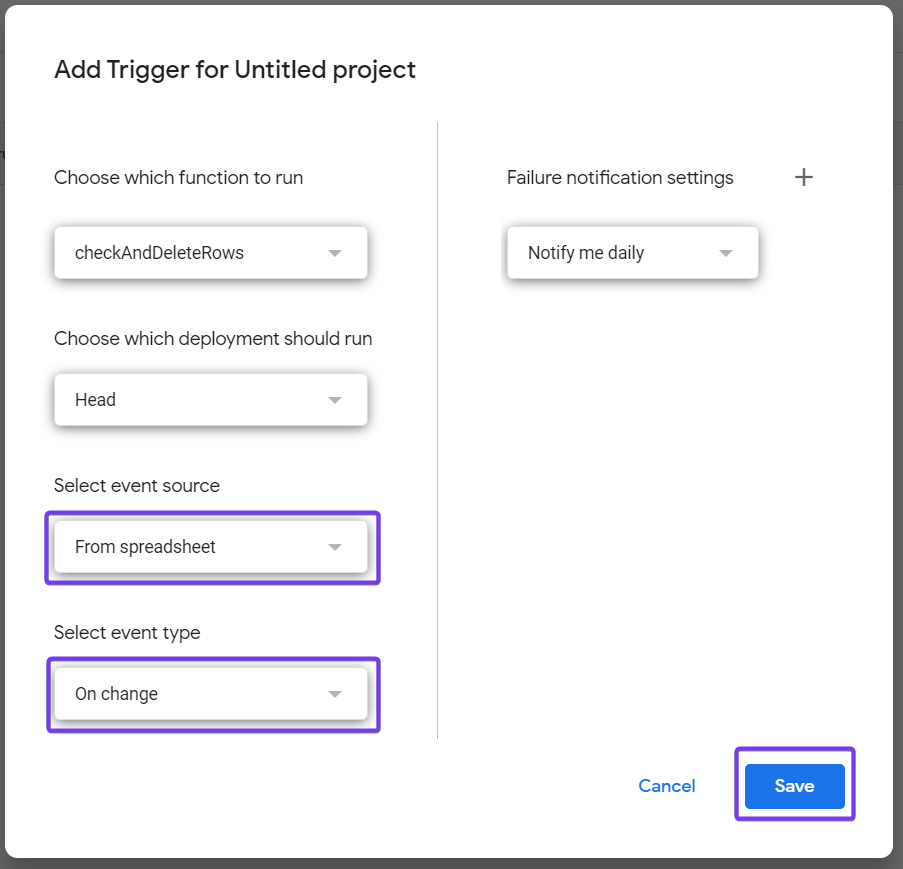 Add Trigger for Untitled project
Choose which function to run
checkAndDeleteRows
Choose which deployment should run
Head
Select event source
From spreadsheet
Select event type
On change
Failure notification settings
Notify me daily
Cancel
Save